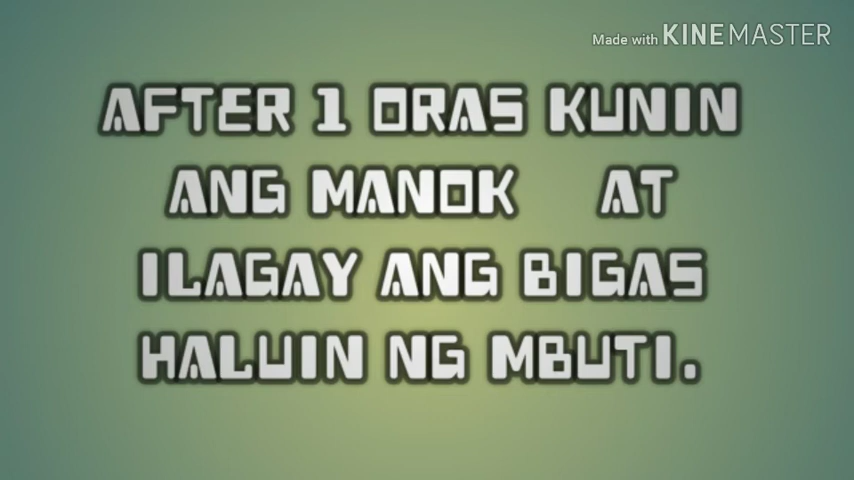 Made with KINEMASTER
AFTER 1 ORAS KUNIN
ANG MANOK AT
ILAGAY ANG BIGAS
HALUIN NG MBUTI.